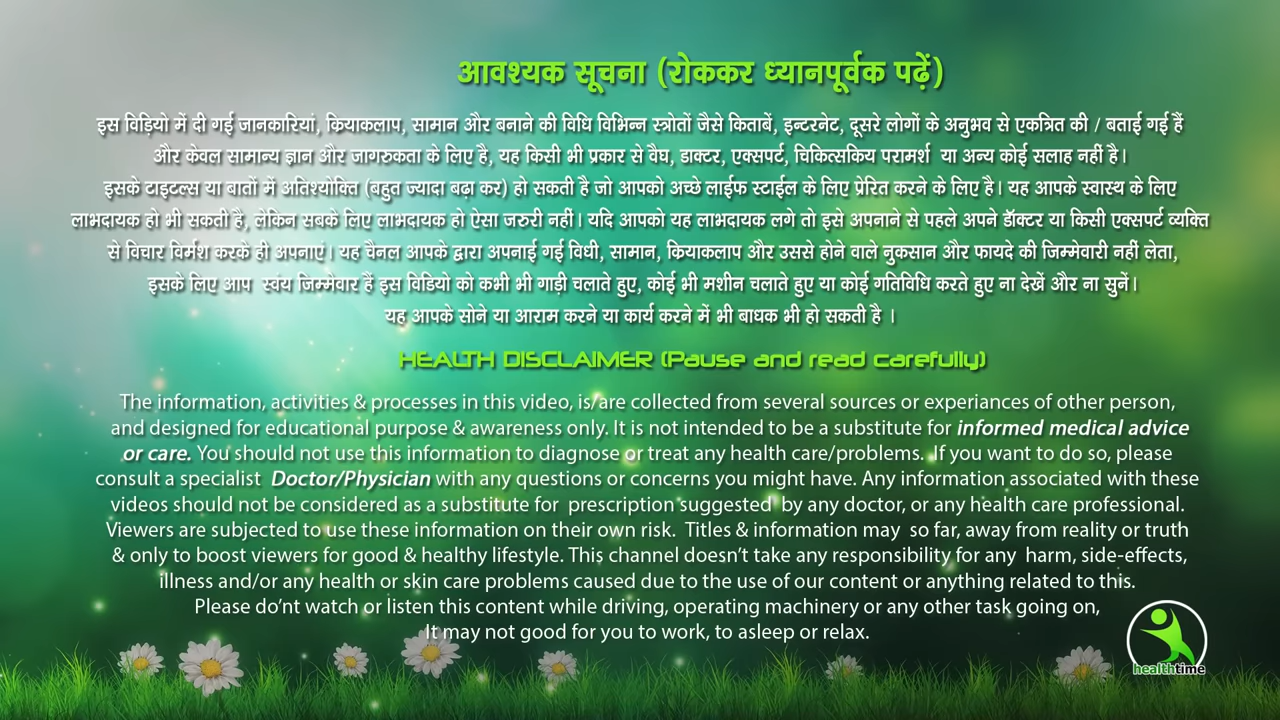 आवश्यक सूचना (रोककर ध्यानपूर्वक पढ़ें)
इस विड़ियो में दी गई जानकारियां, क्रियाकलाप, सामान और बनाने की विधि विभिन्न स्त्रोतों जैसे किताबें, इन्टरनेट, दूसरे लोगों के अनुभव से एकत्रित की / बताई गई हैं
और केवल सामान्य ज्ञान और जागरुकता के लिए है, यह किसी भी प्रकार से वैघ, डाक्टर, एक्सपर्ट, चिकित्सकिय परामर्श या अन्य कोई सलाह नहीं है।
इसके टाइटल्स या बातों में अतिश्योक्ति (बहुत ज्यादा बढ़ा कर) हो सकती है जो आपको अच्छे लाईफ स्टाईल के लिए प्रेरित करने के लिए है। यह आपके स्वास्थ के लिए
लाभदायक हो भी सकती है, लेकिन सबके लिए लाभदायक हो ऐसा जरुरी नहीं। यदि आपको यह लाभदायक लगे तो इसे अपनाने से पहले अपने डॅाक्टर या किसी एक्सपर्ट व्यक्ति
से विचार विर्मश करके ही अपनाएं। यह चैनल आपके द्वारा अपनाई गई विधी, सामान, क्रियाकलाप और उससे होने वाले नुकसान और फायदे की जिम्मेवारी नहीं लेता,
इसके लिए आप स्वंय जिम्मेवार हैं इस विडियो को कभी भी गाड़ी चलाते हुए, कोई भी मशीन चलाते हुए या कोई गतिविधि करते हुए ना देखें और ना सुनें।
यह आपके सोने या आराम करने या कार्य करने में भी बाधक भी हो सकती है ।
HEALTH DISCLAIMER (Pause and read carefully)
The information, activities & processes in this video, is/are collected from several sources or experiances of other person,
and designed for educational purpose & awareness only. It is not intended to be a substitute for informed medical advice
or care. You should not use this information to diagnose or treat any health care/problems. If you want to do so, please
consult a specialist Doctor/Physician with any questions or concerns you might have. Any information associated with these
videos should not be considered as a substitute for prescription suggested by any doctor, or any health care professional.
Viewers are subjected to use these information on their own risk. Titles & information may so far, away from reality or truth
& only to boost viewers for good & healthy lifestyle. This channel doesn't take any responsibility for any harm, side-effects,
illness and/or any health or skin care problems caused due to the use of our content or anything related to this.
Please do'nt watch or listen this content while driving, operating machinery or any other task going on,
It may not good for you to work, to asleep or relax.
healthtime